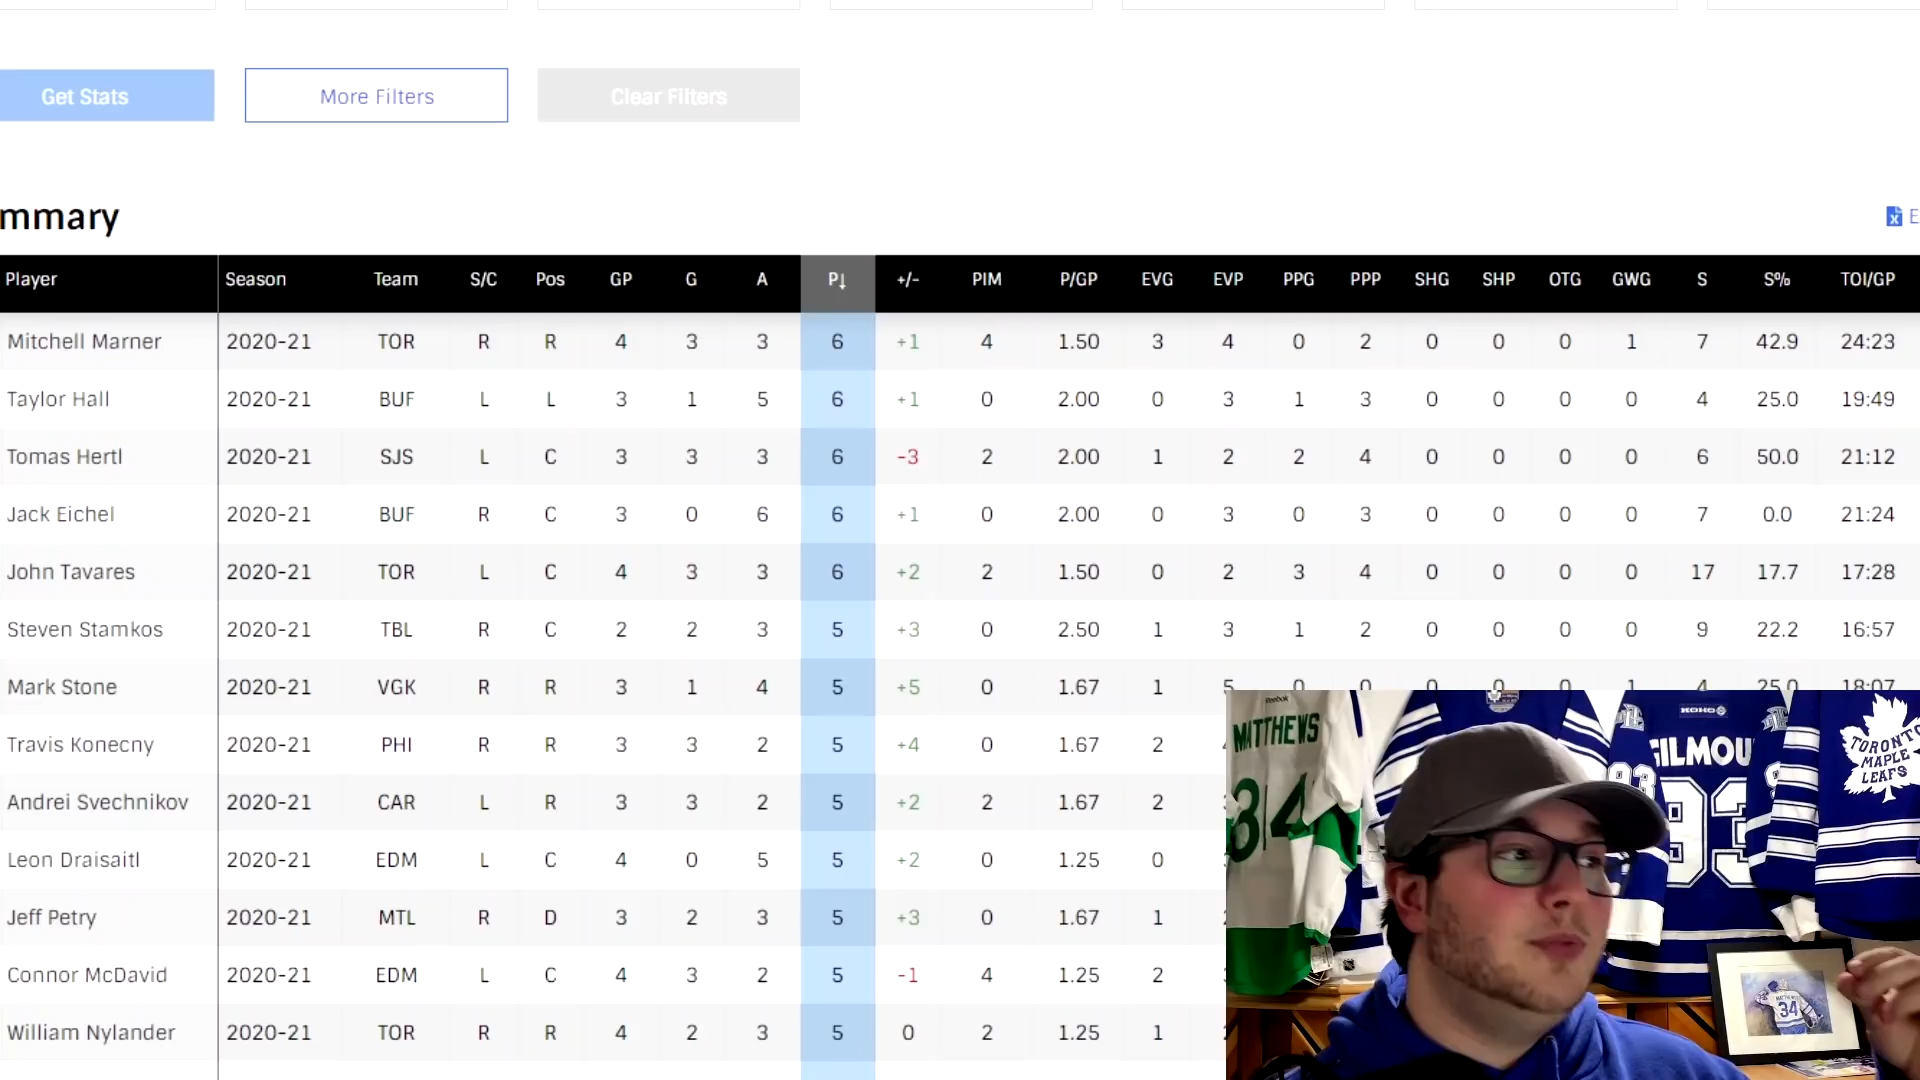 Get Stats More Filters Clear Filters
mmary E
Player Season Team S/C Pos GP G A P↓ +/- PIM P/GP EVG EVP PPG PPP SHG SHP OTG GWG S S% TOI/GP
Mitchell Marner 2020-21 TOR R R 4 3 3 6 +1 4 1.50 3 4 0 2 0 0 0 1 7 42.9 24:23
Taylor Hall 2020-21 BUF L L 3 1 5 6 +1 0 2.00 0 3 1 3 0 0 0 0 4 25.0 19:49
Tomas Hertl 2020-21 SJS L C 3 3 3 6 -3 2 2.00 1 2 2 4 0 0 0 0 6 50.0 21:12
Jack Eichel 2020-21 BUF R C 3 0 6 6 +1 0 2.00 0 3 0 3 0 0 0 0 7 0.0 21:24
John Tavares 2020-21 TOR L C 4 3 3 6 +2 2 1.50 0 2 3 4 0 0 0 0 17 17.7 17:28
Steven Stamkos 2020-21 TBL R C 2 2 3 5 +3 0 2.50 1 3 1 2 0 0 0 0 9 22.2 16:57
Mark Stone 2020-21 VGK R R 3 1 4 5 +5 0 1.67 1 5 0 0 0 0 0 1 4 25.0 18:07
Travis Konecny 2020-21 PHI R R 3 3 2 5 +4 0 1.67 2
Andrei Svechnikov 2020-21 CAR L R 3 3 2 5 +2 2 1.67 2
Leon Draisaitl 2020-21 EDM L C 4 0 5 5 +2 0 1.25 0
Jeff Petry 2020-21 MTL R D 3 2 3 5 +3 0 1.67 1
Connor McDavid 2020-21 EDM L C 4 3 2 5 -1 4 1.25 2
William Nylander 2020-21 TOR R R 4 2 3 5 0 2 1.25 1
Reebok
MATTHEWS
34
KOHO
GILMOU
93
93
TORONTO
MAPLE
LEAFS
MATTHEWS
34